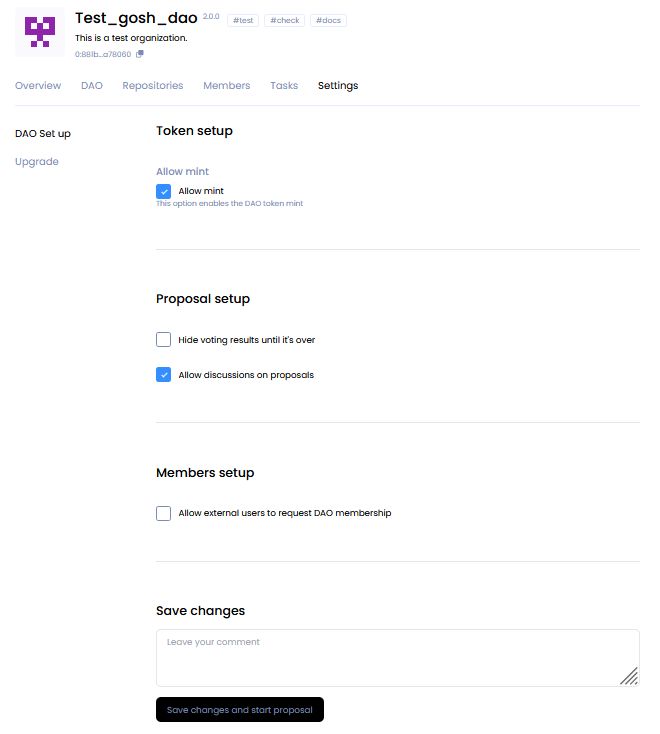 Test_gosh_dao 2.0.0 #test #check #docs
This is a test organization.
0:881b...a78060
Overview DAO Repositories Members Tasks Settings
DAO Set up
Upgrade
Token setup
Allow mint
Allow mint
This option enables the DAO token mint
Proposal setup
Hide voting results until it's over
Allow discussions on proposals
Members setup
Allow external users to request DAO membership
Save changes
Leave your comment
Save changes and start proposal